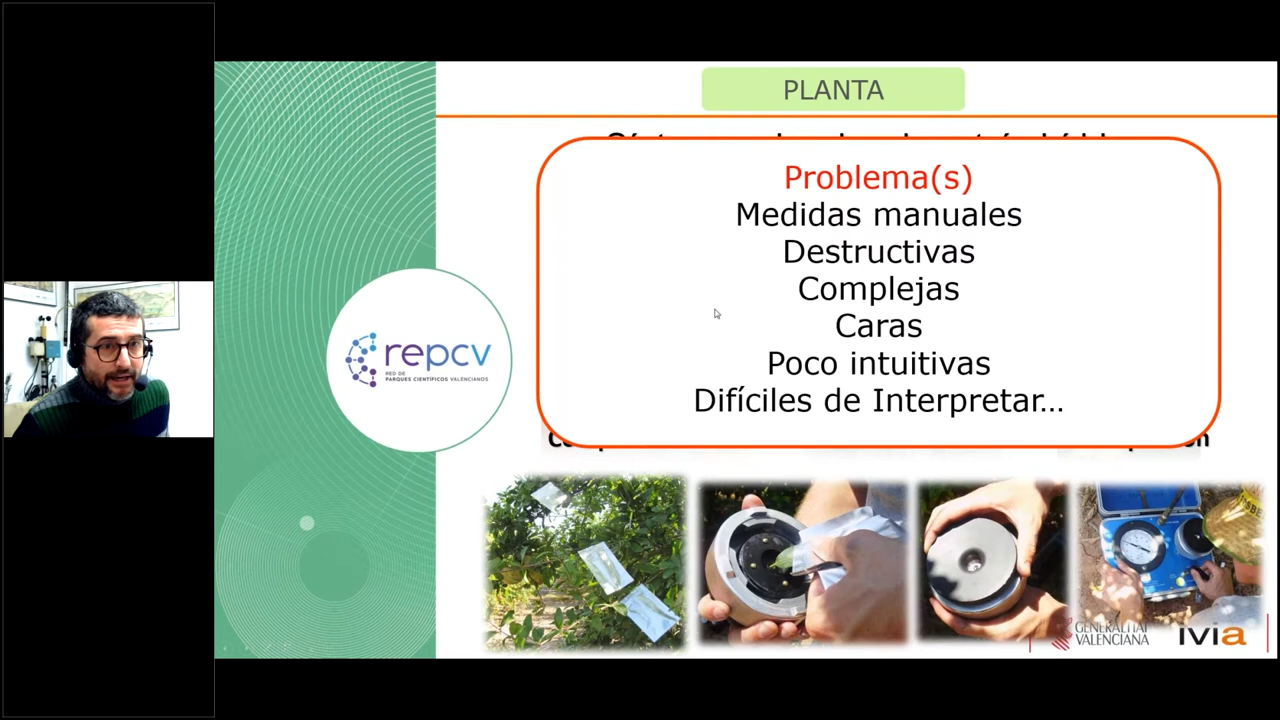 PLANTA
Problema(s)
Medidas manuales
Destructivas
Complejas
Caras
Poco intuitivas
Difíciles de Interpretar...
repcv
RED DE
PARQUES CIENTÍFICOS VALENCIANOS
GENERALITAT
VALENCIANA
ivia